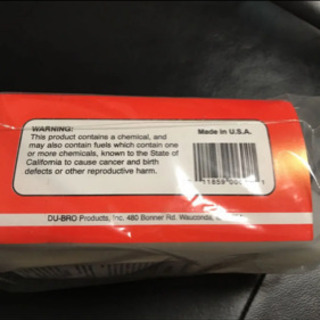 WARNING:
This product contains a chemical, and
may also contain fuels which contain one
or more chemicals, known to the State of
California to cause cancer and birth
defects or other reproductive harm.
Made in U.S.A.
DU-BRO Products, Inc. 480 Bonner Rd. Wauconda,